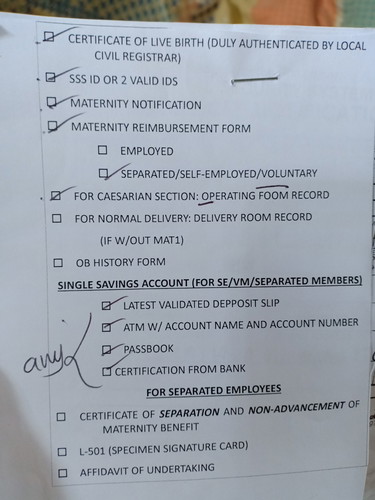 CERTIFICATE OF LIVE BIRTH (DULY AUTHENTICATED BY LOCAL
CIVIL REGISTRAR)
SSS ID OR 2 VALID IDS
MATERNITY NOTIFICATION
MATERNITY REIMBURSEMENT FORM
EMPLOYED
SEPARATED/SELF-EMPLOYED/VOLUNTARY
FOR CAESARIAN SECTION: OPERATING FOOM RECORD
FOR NORMAL DELIVERY: DELIVERY ROOM RECORD
(IF W/OUT MAT1)
OB HISTORY FORM
SINGLE SAVINGS ACCOUNT (FOR SE/VM/SEPARATED MEMBERS)
LATEST VALIDATED DEPPOSIT SLIP
ATM W/ ACCOUNT NAME AND ACCOUNT NUMBER
PASSBOOK
CERTIFICATION FROM BANK
FOR SEPARATED EMPLOYEES
CERTIFICATE OF SEPARATION AND NON-ADVANCEMENT OF
MATERNITY BENEFIT
L-501 (SPECIMEN SIGNATURE CARD)
AFFIDAVIT OF UNDERTAKING